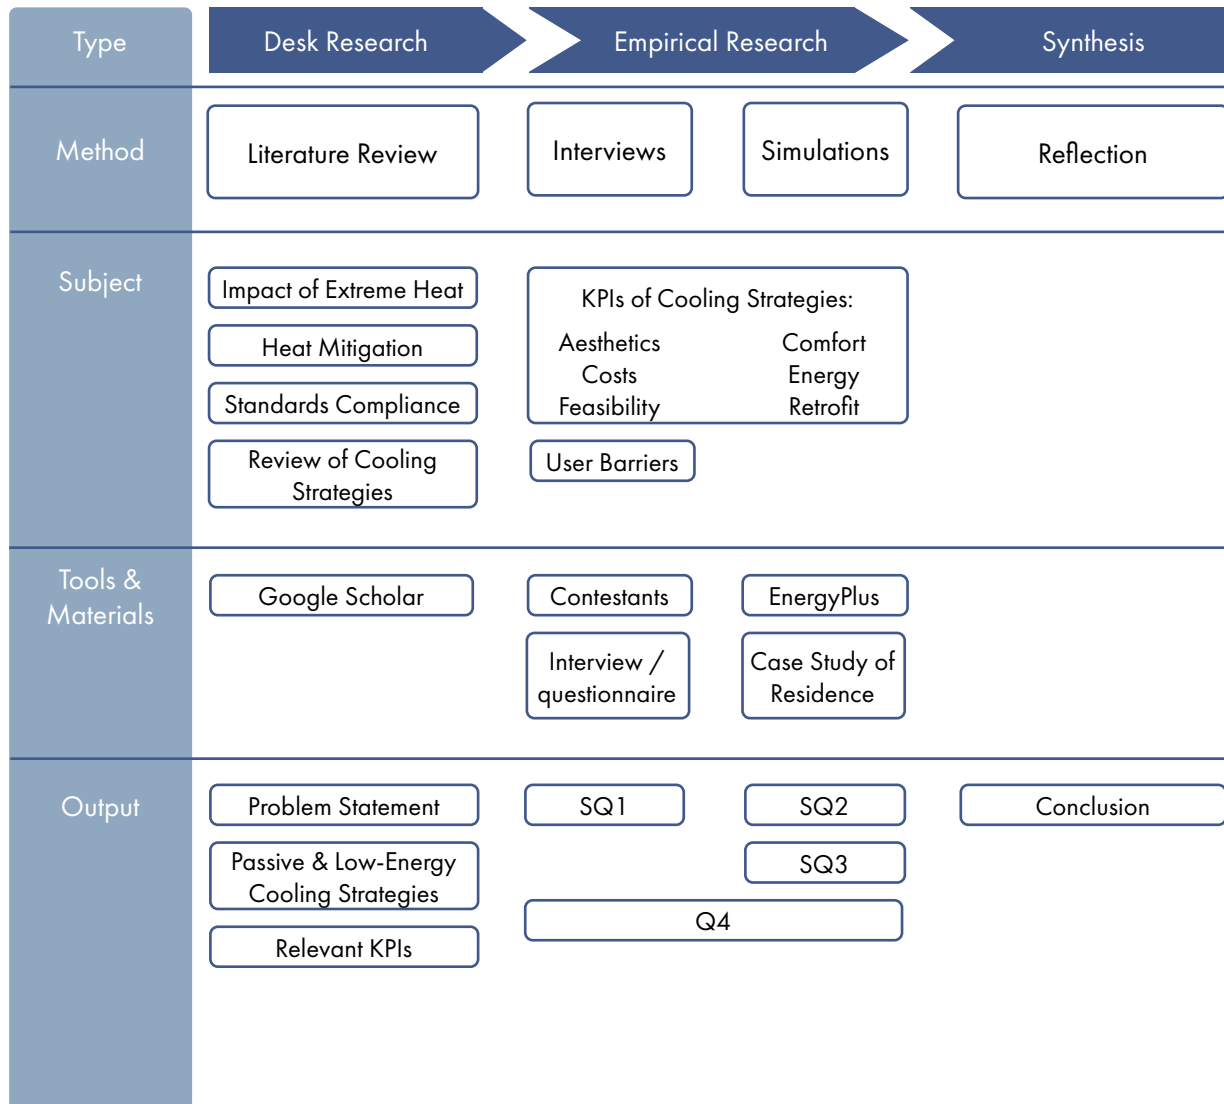 Type
Desk Research
Empirical Research
Synthesis
Method
Literature Review
Interviews
Simulations
Reflection
Subject
Impact of Extreme Heat
Heat Mitigation
Standards Compliance
Review of Cooling
Strategies
KPIs of Cooling Strategies:
Aesthetics
Comfort
Costs
Energy
Feasibility
Retrofit
User Barriers
Tools &
Materials
Google Scholar
Contestants
Interview /
questionnaire
EnergyPlus
Case Study of
Residence
Output
Problem Statement
Passive & Low-Energy
Cooling Strategies
Relevant KPIs
SQ1
SQ2
SQ3
Q4
Conclusion